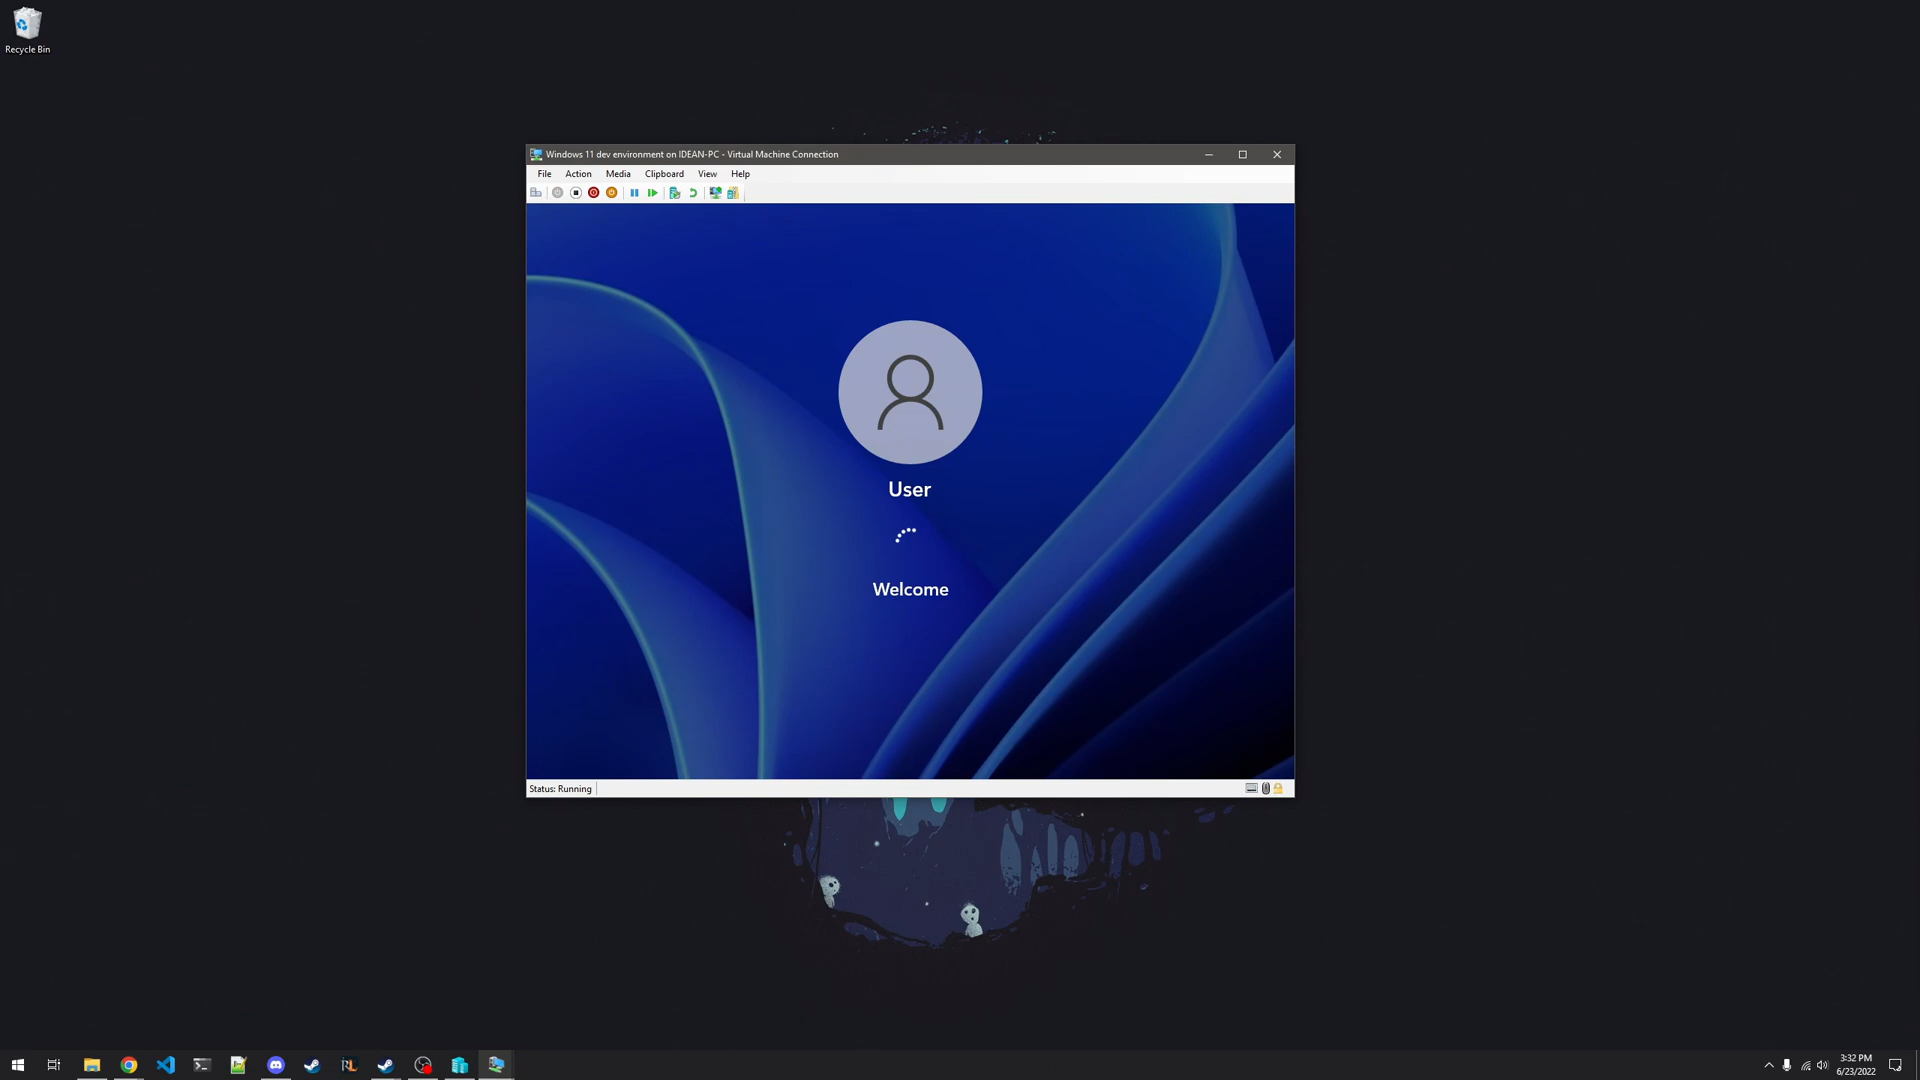 Recycle Bin
Windows 11 dev environment on IDEAN-PC - Virtual Machine Connection
File Action Media Clipboard View Help
User
Welcome
Status: Running
3:32 PM
6/23/2022